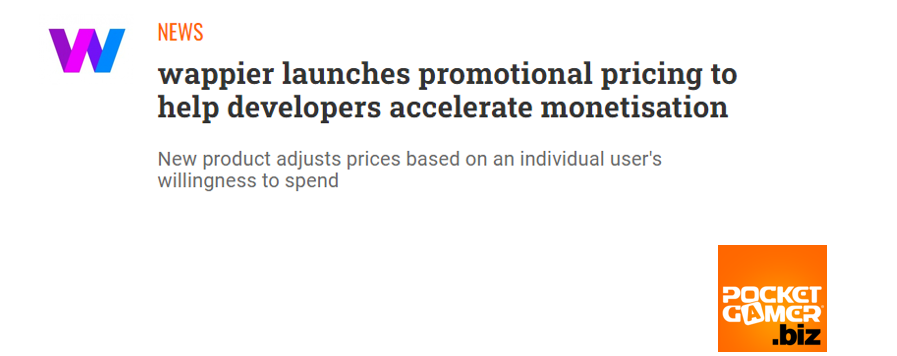 NEWS
wappier launches promotional pricing to
help developers accelerate monetisation
New product adjusts prices based on an individual user's
willingness to spend
POCKET
GAMER
.biz